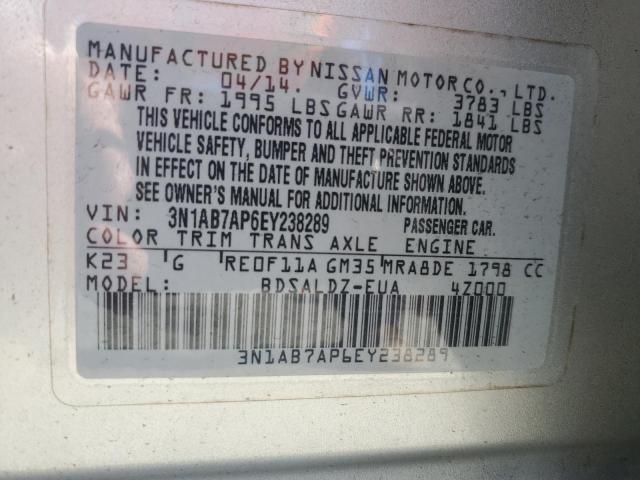 MANUFACTURED BY NISSAN MOTOR CO., LTD.
DATE: 04/14. GVWR: 3783 LBS
GAWR FR: 1995 LBS GAWR RR: 1841 LBS
THIS VEHICLE CONFORMS TO ALL APPLICABLE FEDERAL MOTOR
VEHICLE SAFETY, BUMPER AND THEFT PREVENTION STANDARDS
IN EFFECT ON THE DATE OF MANUFACTURE SHOWN ABOVE.
SEE OWNER'S MANUAL FOR ADDITIONAL INFORMATION.
VIN: 3N1AB7AP6EY238289 PASSENGER CAR.
COLOR TRIM TRANS AXLE ENGINE
K23 G RE0F11A GM35 MRA8DE 1798 CC
MODEL: BDSALDZ-EUA 4Z000
3N1AB7AP6EY238289